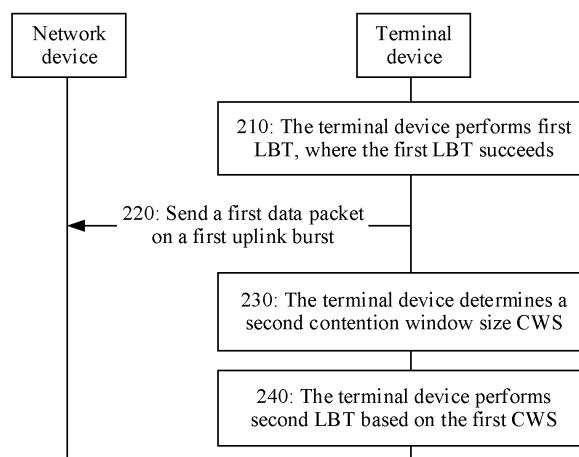 Network
device
Terminal
device
210: The terminal device performs first
LBT, where the first LBT succeeds
220: Send a first data packet
on a first uplink burst
230: The terminal device determines a
second contention window size CWS
240: The terminal device performs
second LBT based on the first CWS